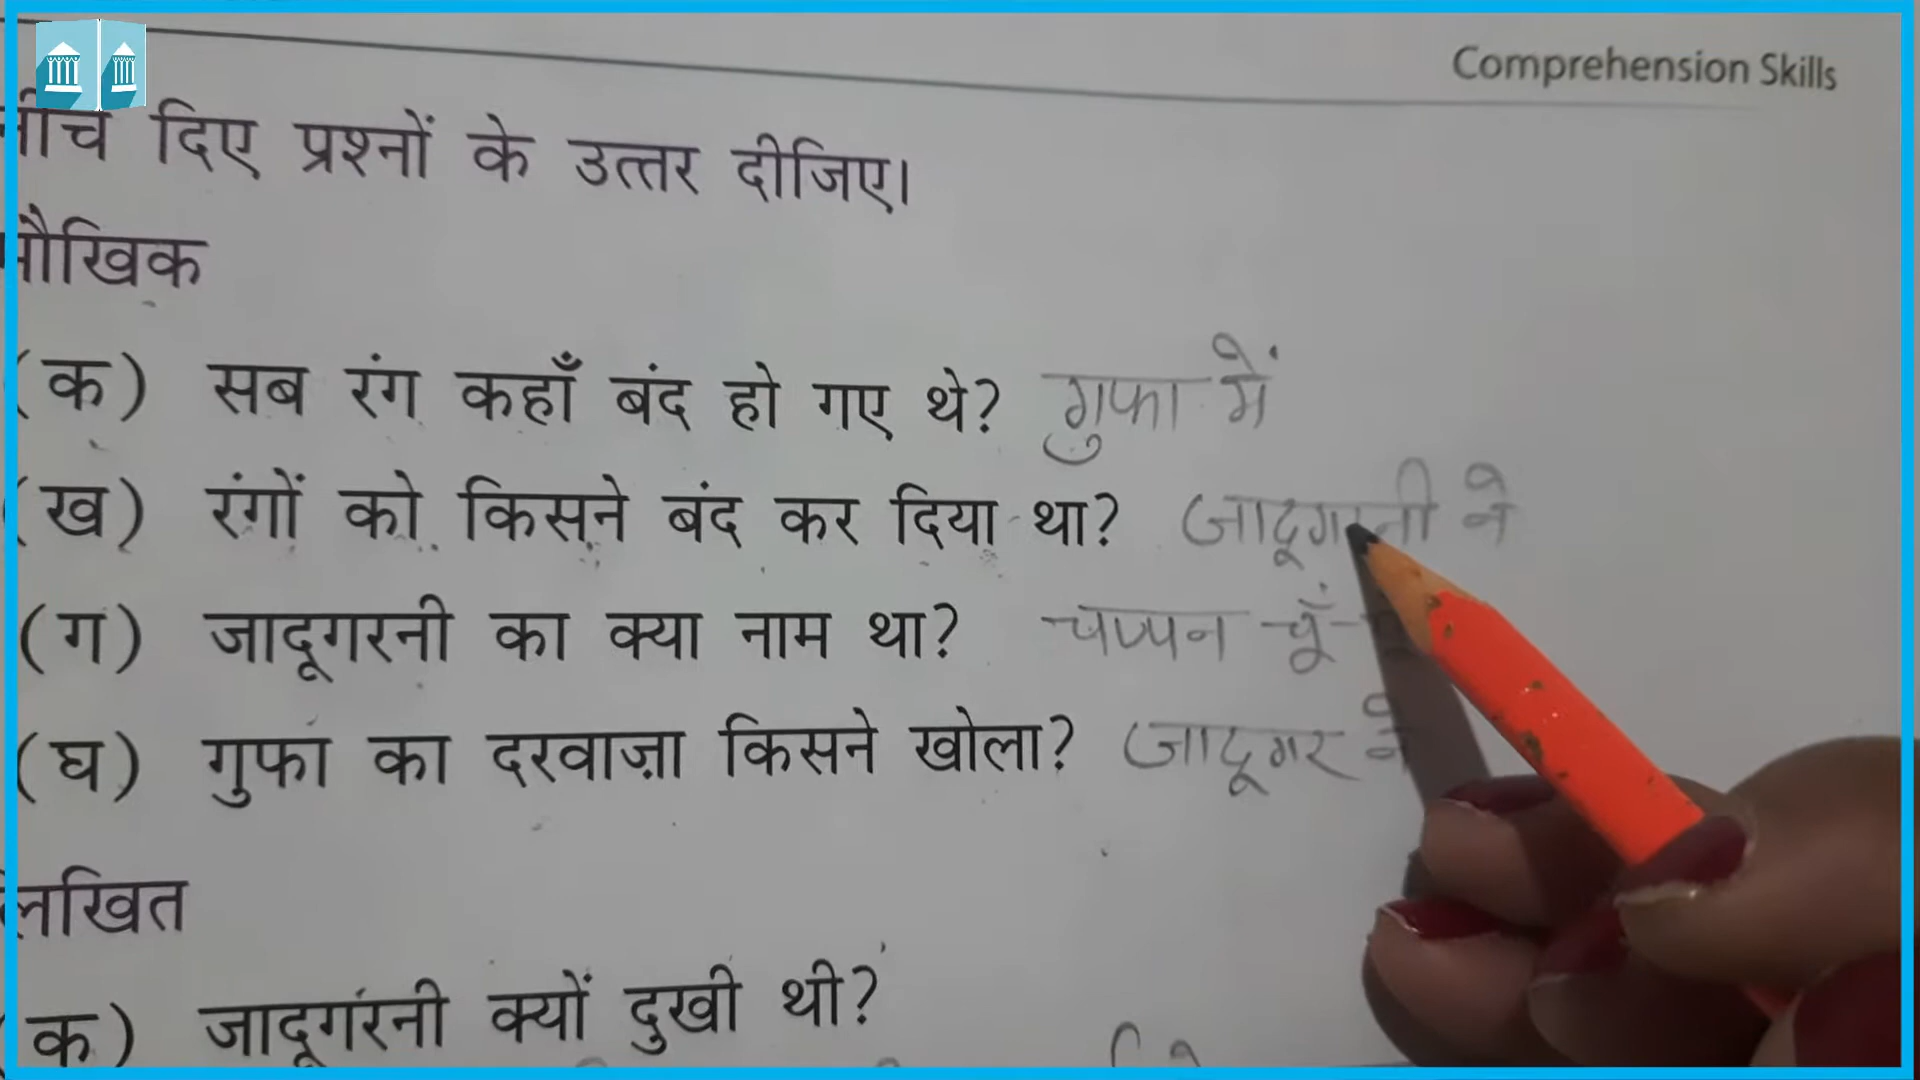 Comprehension Skills
दिए प्रश्नों के उत्तर दीजिए।
मौखिक
(क) सब रंग कहाँ बंद हो गए थे? गुफा में
(ख) रंगों को किसने बंद कर दिया था? जादूगरनी ने
(ग) जादूगरनी का क्या नाम था? चप्पन चूँ
(घ) गुफा का दरवाज़ा किसने खोला? जादूगर ने
लिखित
(क) जादूगरनी क्यों दुखी थी?